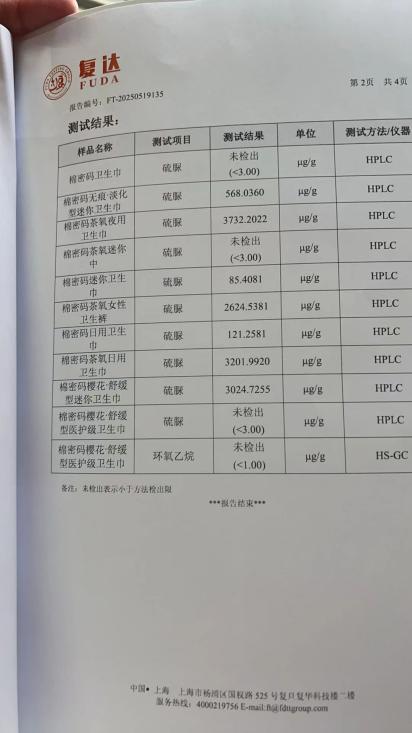 复达
FUDA
第 2页 共 4页
报告编号：FT-20250519135
测试结果：
样品名称 测试项目 测试结果 单位 测试方法/仪器
棉密码卫生巾 硫脲 未检出 (<3.00) μg/g HPLC
棉密码无痕·淡化型迷你卫生巾 硫脲 568.0360 μg/g HPLC
棉密码茶氧夜用卫生巾 硫脲 3732.2022 μg/g HPLC
棉密码茶氧迷你巾 硫脲 未检出 (<3.00) μg/g HPLC
棉密码迷你卫生巾 硫脲 85.4081 μg/g HPLC
棉密码茶氧女性卫生裤 硫脲 2624.5381 μg/g HPLC
棉密码日用卫生巾 硫脲 121.2581 μg/g HPLC
棉密码茶氧日用卫生巾 硫脲 3201.9920 μg/g HPLC
棉密码樱花·舒缓型迷你卫生巾 硫脲 3024.7255 μg/g HPLC
棉密码樱花·舒缓型医护级卫生巾 硫脲 未检出 (<3.00) μg/g HPLC
棉密码樱花·舒缓型医护级卫生巾 环氧乙烷 未检出 (<1.00) μg/g HS-GC
备注：未检出表示小于方法检出限
***报告结束***
中国• 上海 上海市杨浦区国权路 525 号复旦复华科技楼二楼
服务热线：4000219756 E-mail:ft@fdttgroup.com